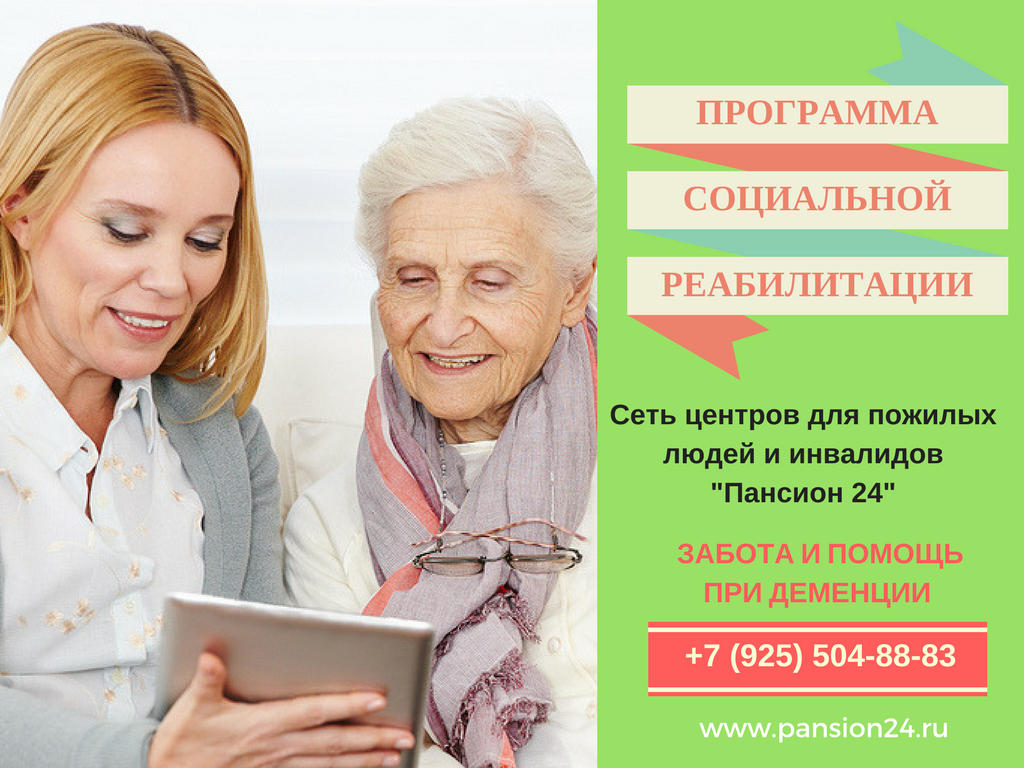 ПРОГРАММА
СОЦИАЛЬНОЙ
РЕАБИЛИТАЦИИ
Сеть центров для пожилых
людей и инвалидов
"Пансион 24"
ЗАБОТА И ПОМОЩЬ
ПРИ ДЕМЕНЦИИ
+7 (925) 504-88-83
www.pansion24.ru